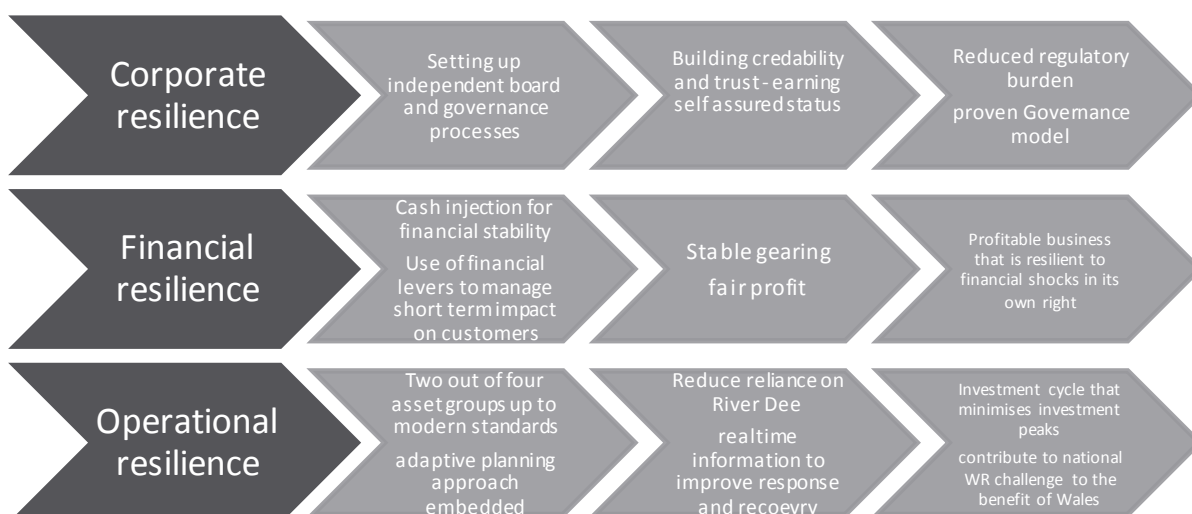 Corporate
resilience
Setting up
independent board
and governance
processes
Building credability
and trust - earning
self assured status
Reduced regulatory
burden
proven Governance
model
Financial
resilience
Cash injection for
financial stability
Use of financial
levers to manage
short term impact
on customers
Stable gearing
fair profit
Profitable business
that is resilient to
financial shocks in its
own right
Operational
resilience
Two out of four
asset groups up to
modern standards
adaptive planning
approach
embedded
Reduce reliance on
River Dee
realtime
information to
improve response
and recoevry
Investment cycle that
minimises investment
peaks
contribute to national
WR challenge to the
benefit of Wales